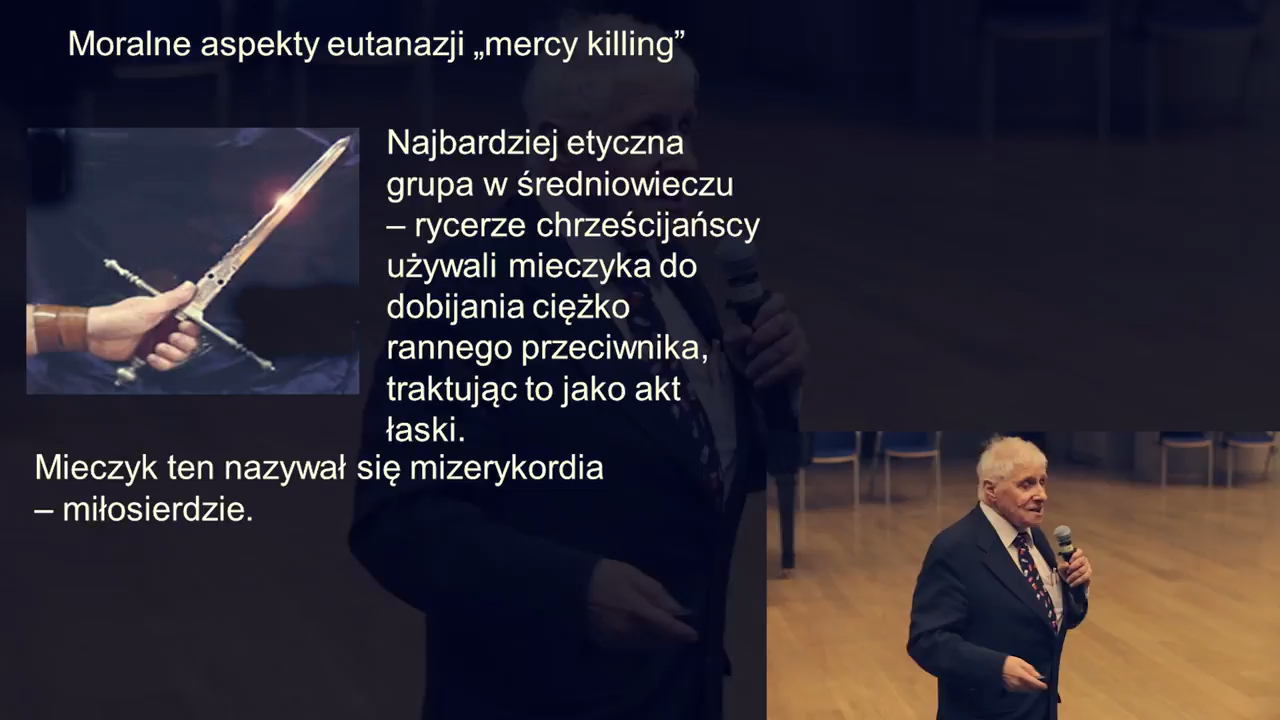 Moralne aspekty eutanazji „mercy killing”
Najbardziej etyczna
grupa w średniowieczu
– rycerze chrześcijańscy
używali mieczyka do
dobijania ciężko
rannego przeciwnika,
traktując to jako akt
łaski.
Mieczyk ten nazywał się mizerykordia
– miłosierdzie.